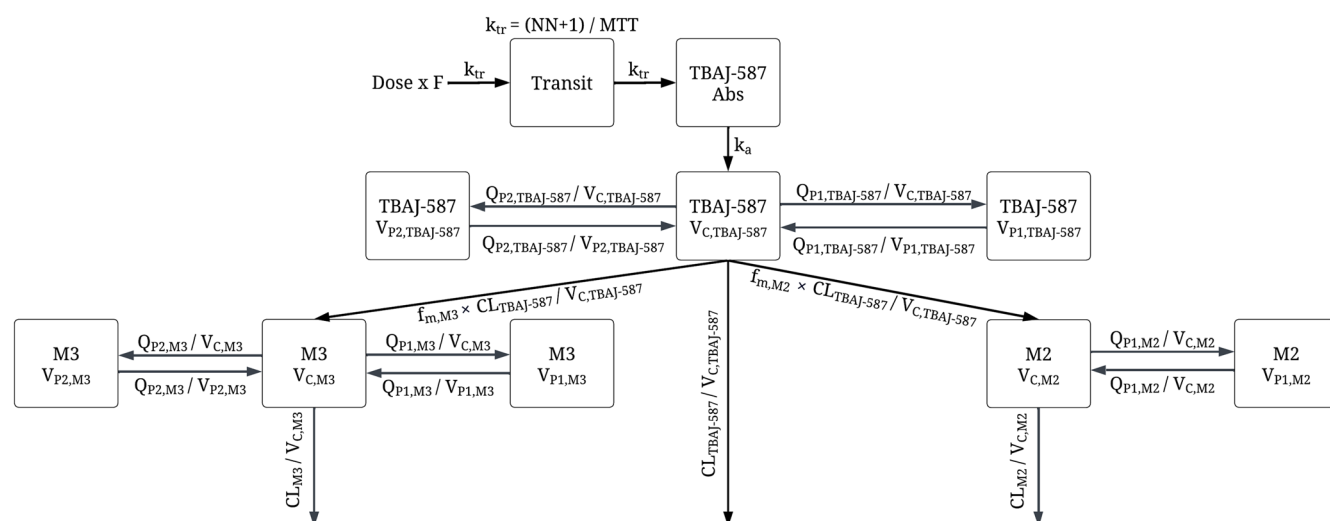 k_tr = (NN+1) / MTT
Dose x F
k_tr
Transit
k_tr
TBAJ-587
Abs
k_a
TBAJ-587
V_P2,TBAJ-587
Q_P2,TBAJ-587 / V_C,TBAJ-587
Q_P2,TBAJ-587 / V_P2,TBAJ-587
TBAJ-587
V_C,TBAJ-587
Q_P1,TBAJ-587 / V_C,TBAJ-587
Q_P1,TBAJ-587 / V_P1,TBAJ-587
TBAJ-587
V_P1,TBAJ-587
f_m,M3 × CL_TBAJ-587 / V_C,TBAJ-587
CL_TBAJ-587 / V_C,TBAJ-587
f_m,M2 × CL_TBAJ-587 / V_C,TBAJ-587
M3
V_P2,M3
Q_P2,M3 / V_C,M3
Q_P2,M3 / V_P2,M3
M3
V_C,M3
Q_P1,M3 / V_C,M3
Q_P1,M3 / V_P1,M3
M3
V_P1,M3
M2
V_C,M2
Q_P1,M2 / V_C,M2
Q_P1,M2 / V_C,M2
M2
V_P1,M2
CL_M3 / V_C,M3
CL_M2 / V_C,M2